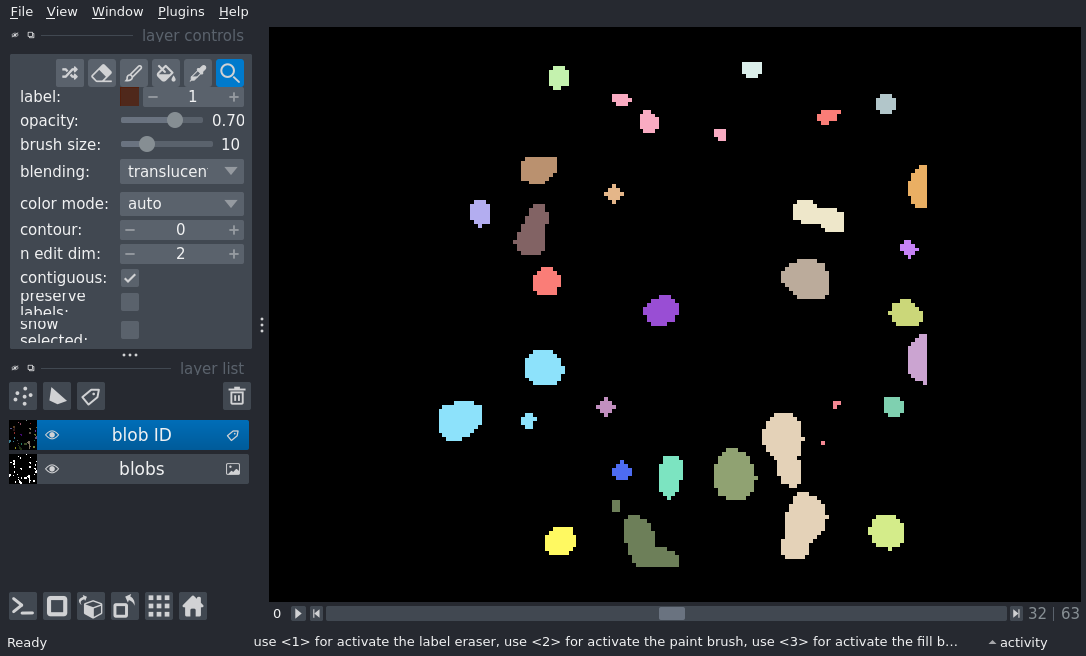 File View Window Plugins Help
layer controls
label: 1
opacity: 0.70
brush size: 10
blending: translucen
color mode: auto
contour: 0
n edit dim: 2
contiguous:
preserve
labels:
show
selected:
layer list
blob ID
blobs
0 32 63
Ready use <1> for activate the label eraser, use <2> for activate the paint brush, use <3> for activate the fill b... activity